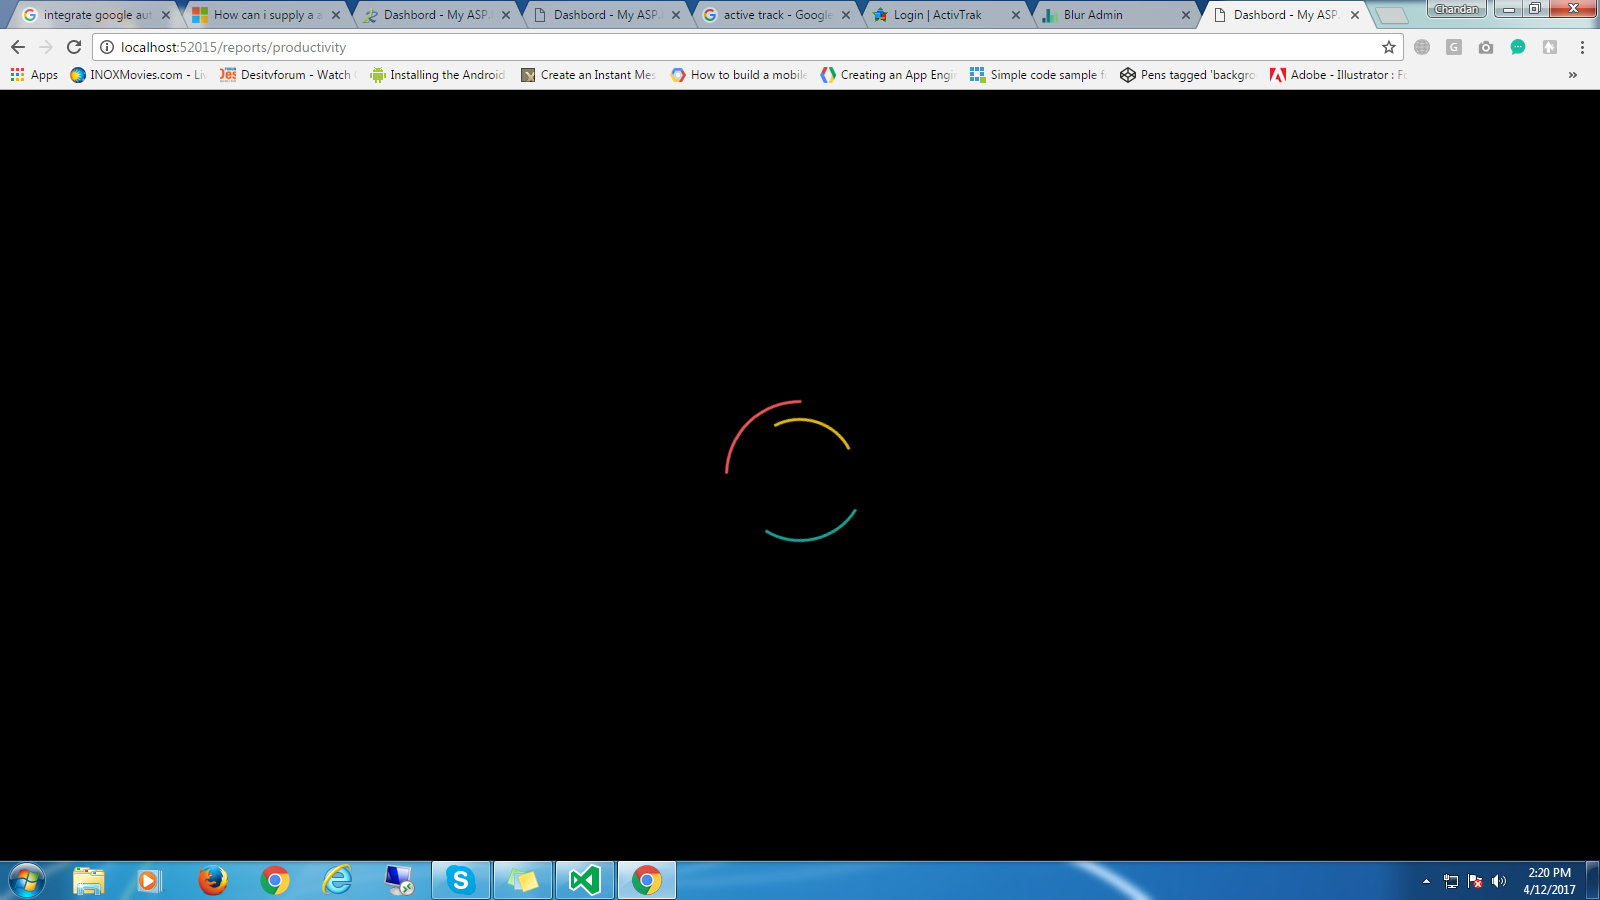 integrate google aut
How can i supply a a
Dashbord - My ASP.
Dashbord - My ASP.
active track - Google
Login | ActivTrak
Blur Admin
Dashbord - My ASP.
Chandan
localhost:52015/reports/productivity
G
Apps
INOXMovies.com - Li
Des
Desitvforum - Watch
Installing the Android
Create an Instant Mes
How to build a mobile
Creating an App Engi
Simple code sample f
Pens tagged 'backgro
Adobe - Illustrator : Fo
»
2:20 PM
4/12/2017